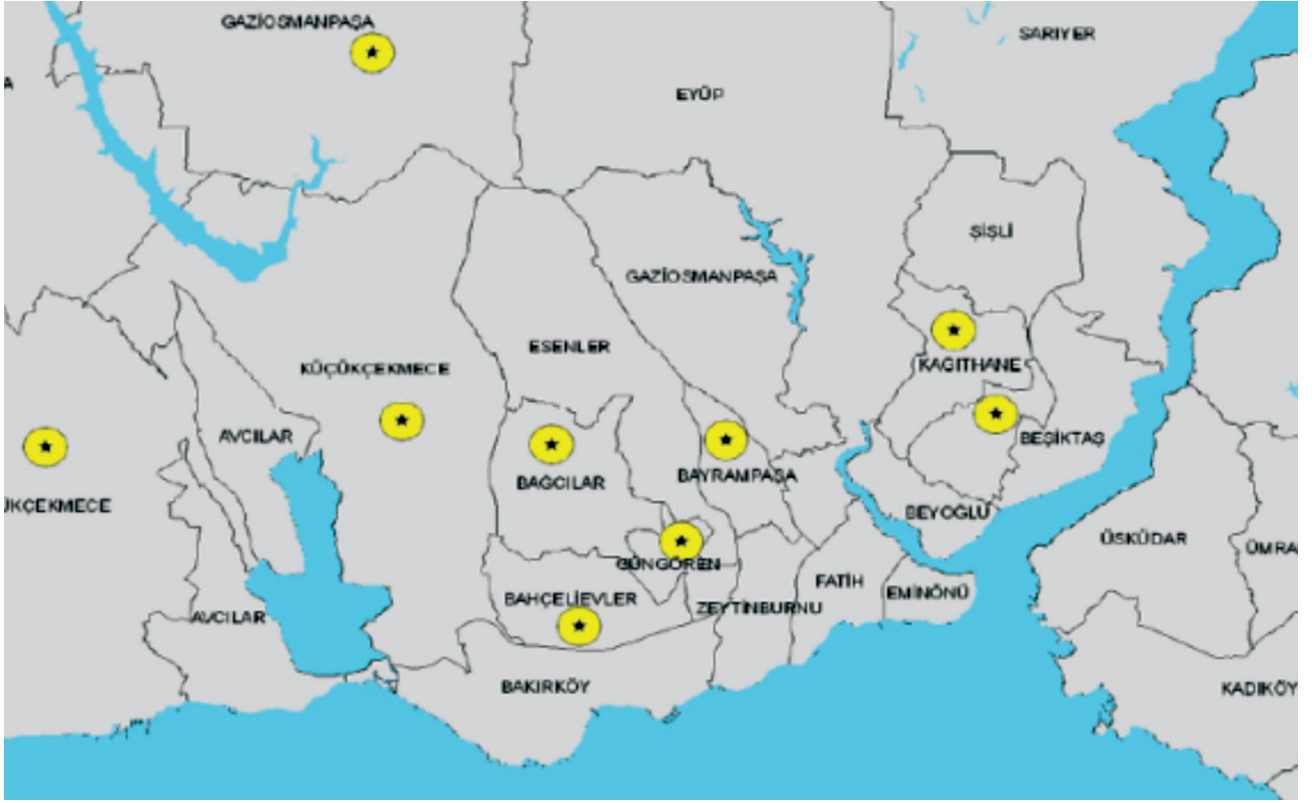 GAZİOSMANPAŞA
SARIYER
A
EYÜP
ŞİŞLİ
GAZİOSMANPAŞA
ESENLER
KÜÇÜKÇEKMECE
KAGITHANE
AVCILAR
BEŞİKTAŞ
BAĞCILAR
BAYRAMPAŞA
ÜKÇEKMECE
BEYOĞLU
ÜSKÜDAR
ÜMRA
GÜNGÖREN
FATİH
EMİNÖNÜ
BAHÇELİEVLER
ZEYTİNBURNU
AVCILAR
BAKIRKÖY
KADIKÖY